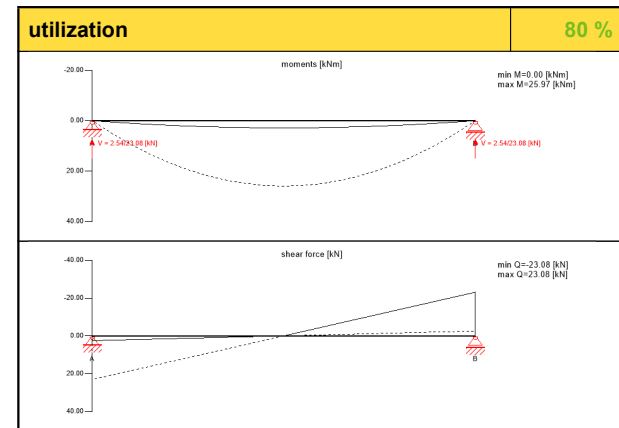 utilization 80 %
moments [kNm]
-20.00
min M=0.00 [kNm]
max M=25.97 [kNm]
0.00
V = 2.54/23.08 [kN]
V = 2.54/23.08 [kN]
20.00
40.00
shear force [kN]
-40.00
min Q=-23.08 [kN]
max Q=23.08 [kN]
-20.00
0.00
A
B
20.00
40.00